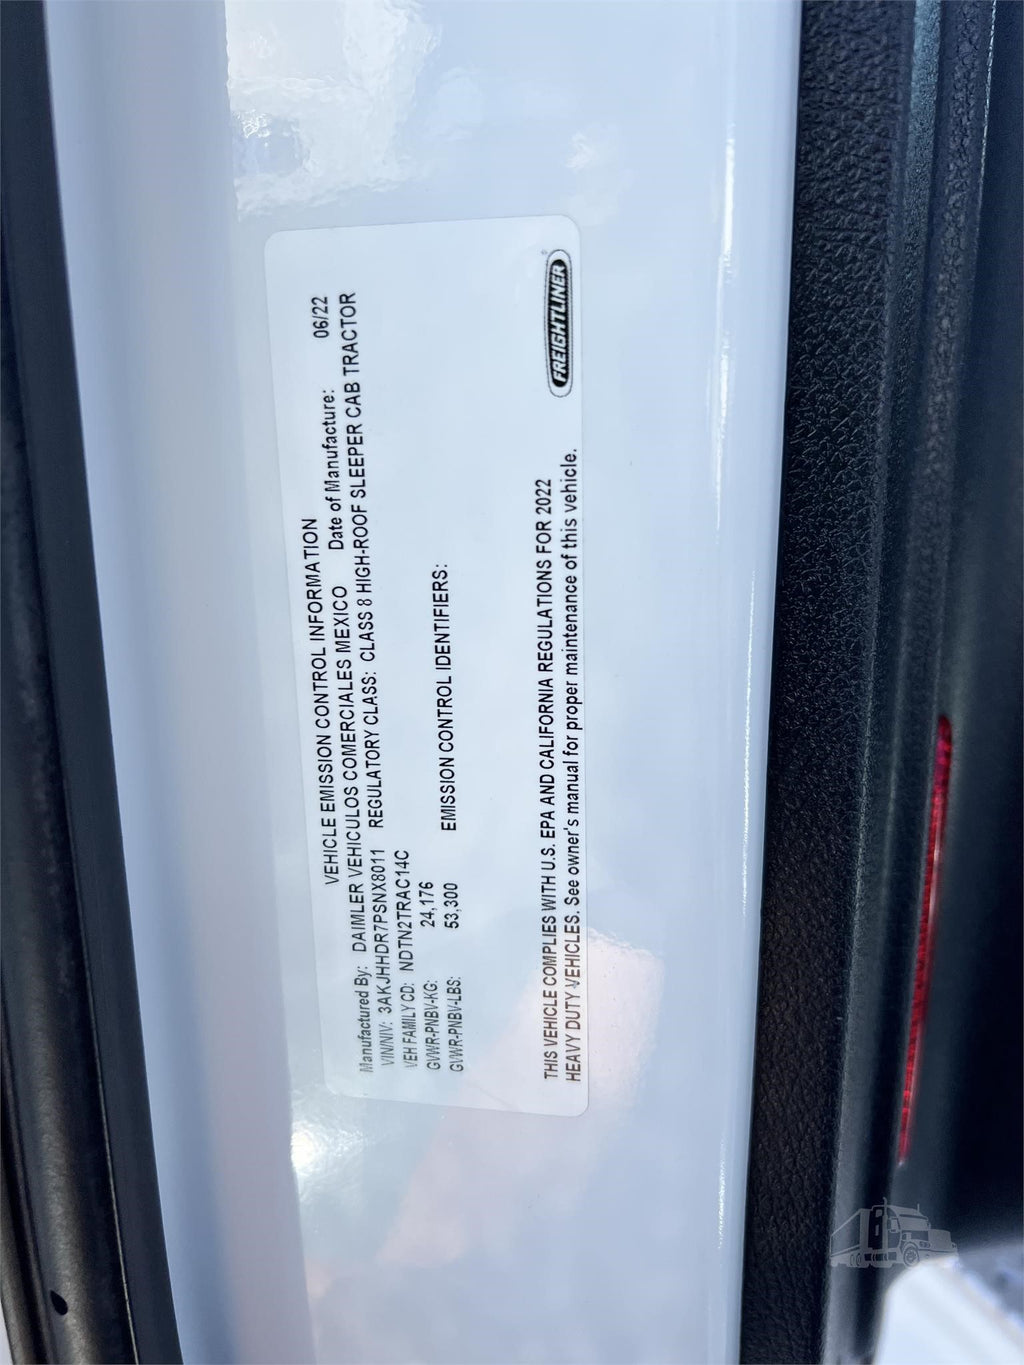 VEHICLE EMISSION CONTROL INFORMATION
Manufactured By: DAIMLER VEHICULOS COMERCIALES MEXICO Date of Manufacture: 06/22
VIN/NIV: 3AKJHHDR7PSNX8011 REGULATORY CLASS: CLASS 8 HIGH-ROOF SLEEPER CAB TRACTOR
VEH FAMILY CD: NDTN2TRAC14C
GVWR-PNBV-KG: 24,176
GVWR-PNBV-LBS: 53,300 EMISSION CONTROL IDENTIFIERS:
THIS VEHICLE COMPLIES WITH U.S. EPA AND CALIFORNIA REGULATIONS FOR 2022
HEAVY DUTY VEHICLES. See owner's manual for proper maintenance of this vehicle.
FREIGHTLINER